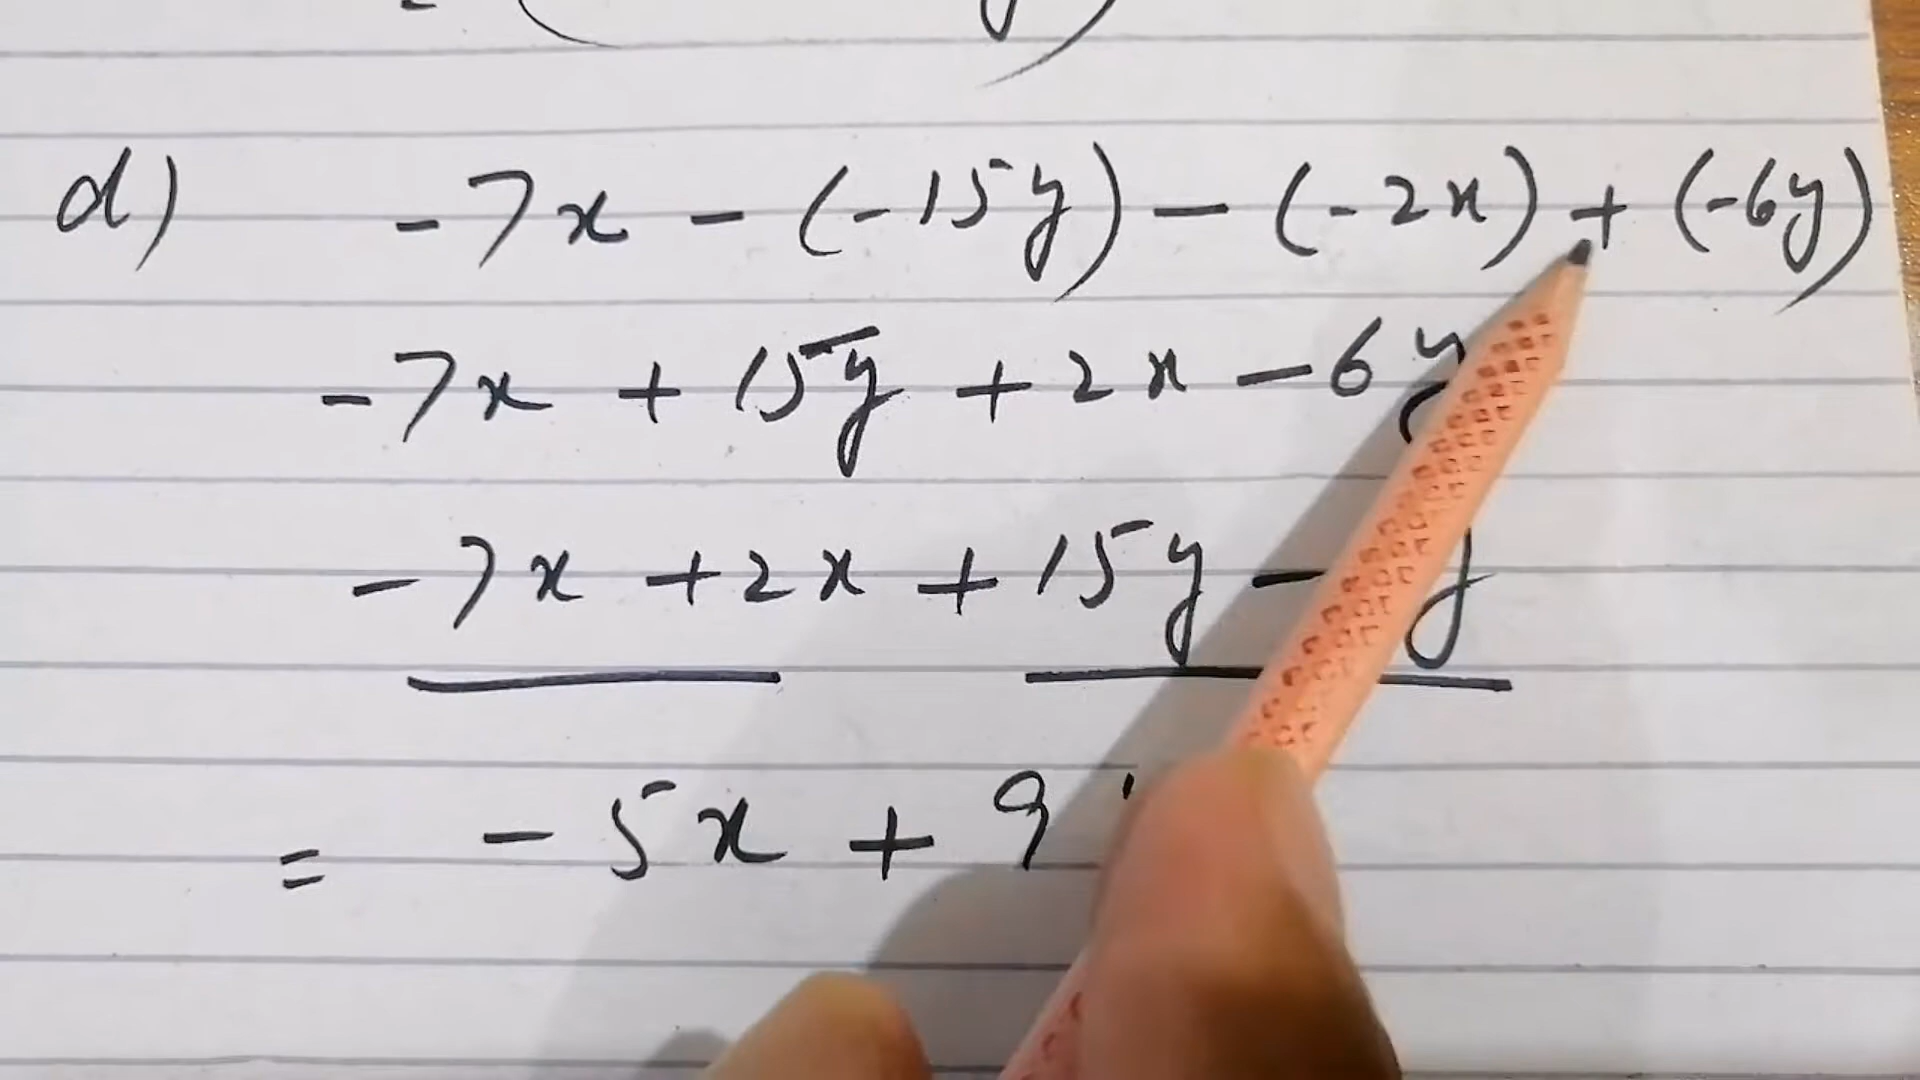 d) -7x - (-15y) - (-2x) + (-6y)
-7x + 15y + 2x - 6y
-7x + 2x + 15y - y
= -5x + 9